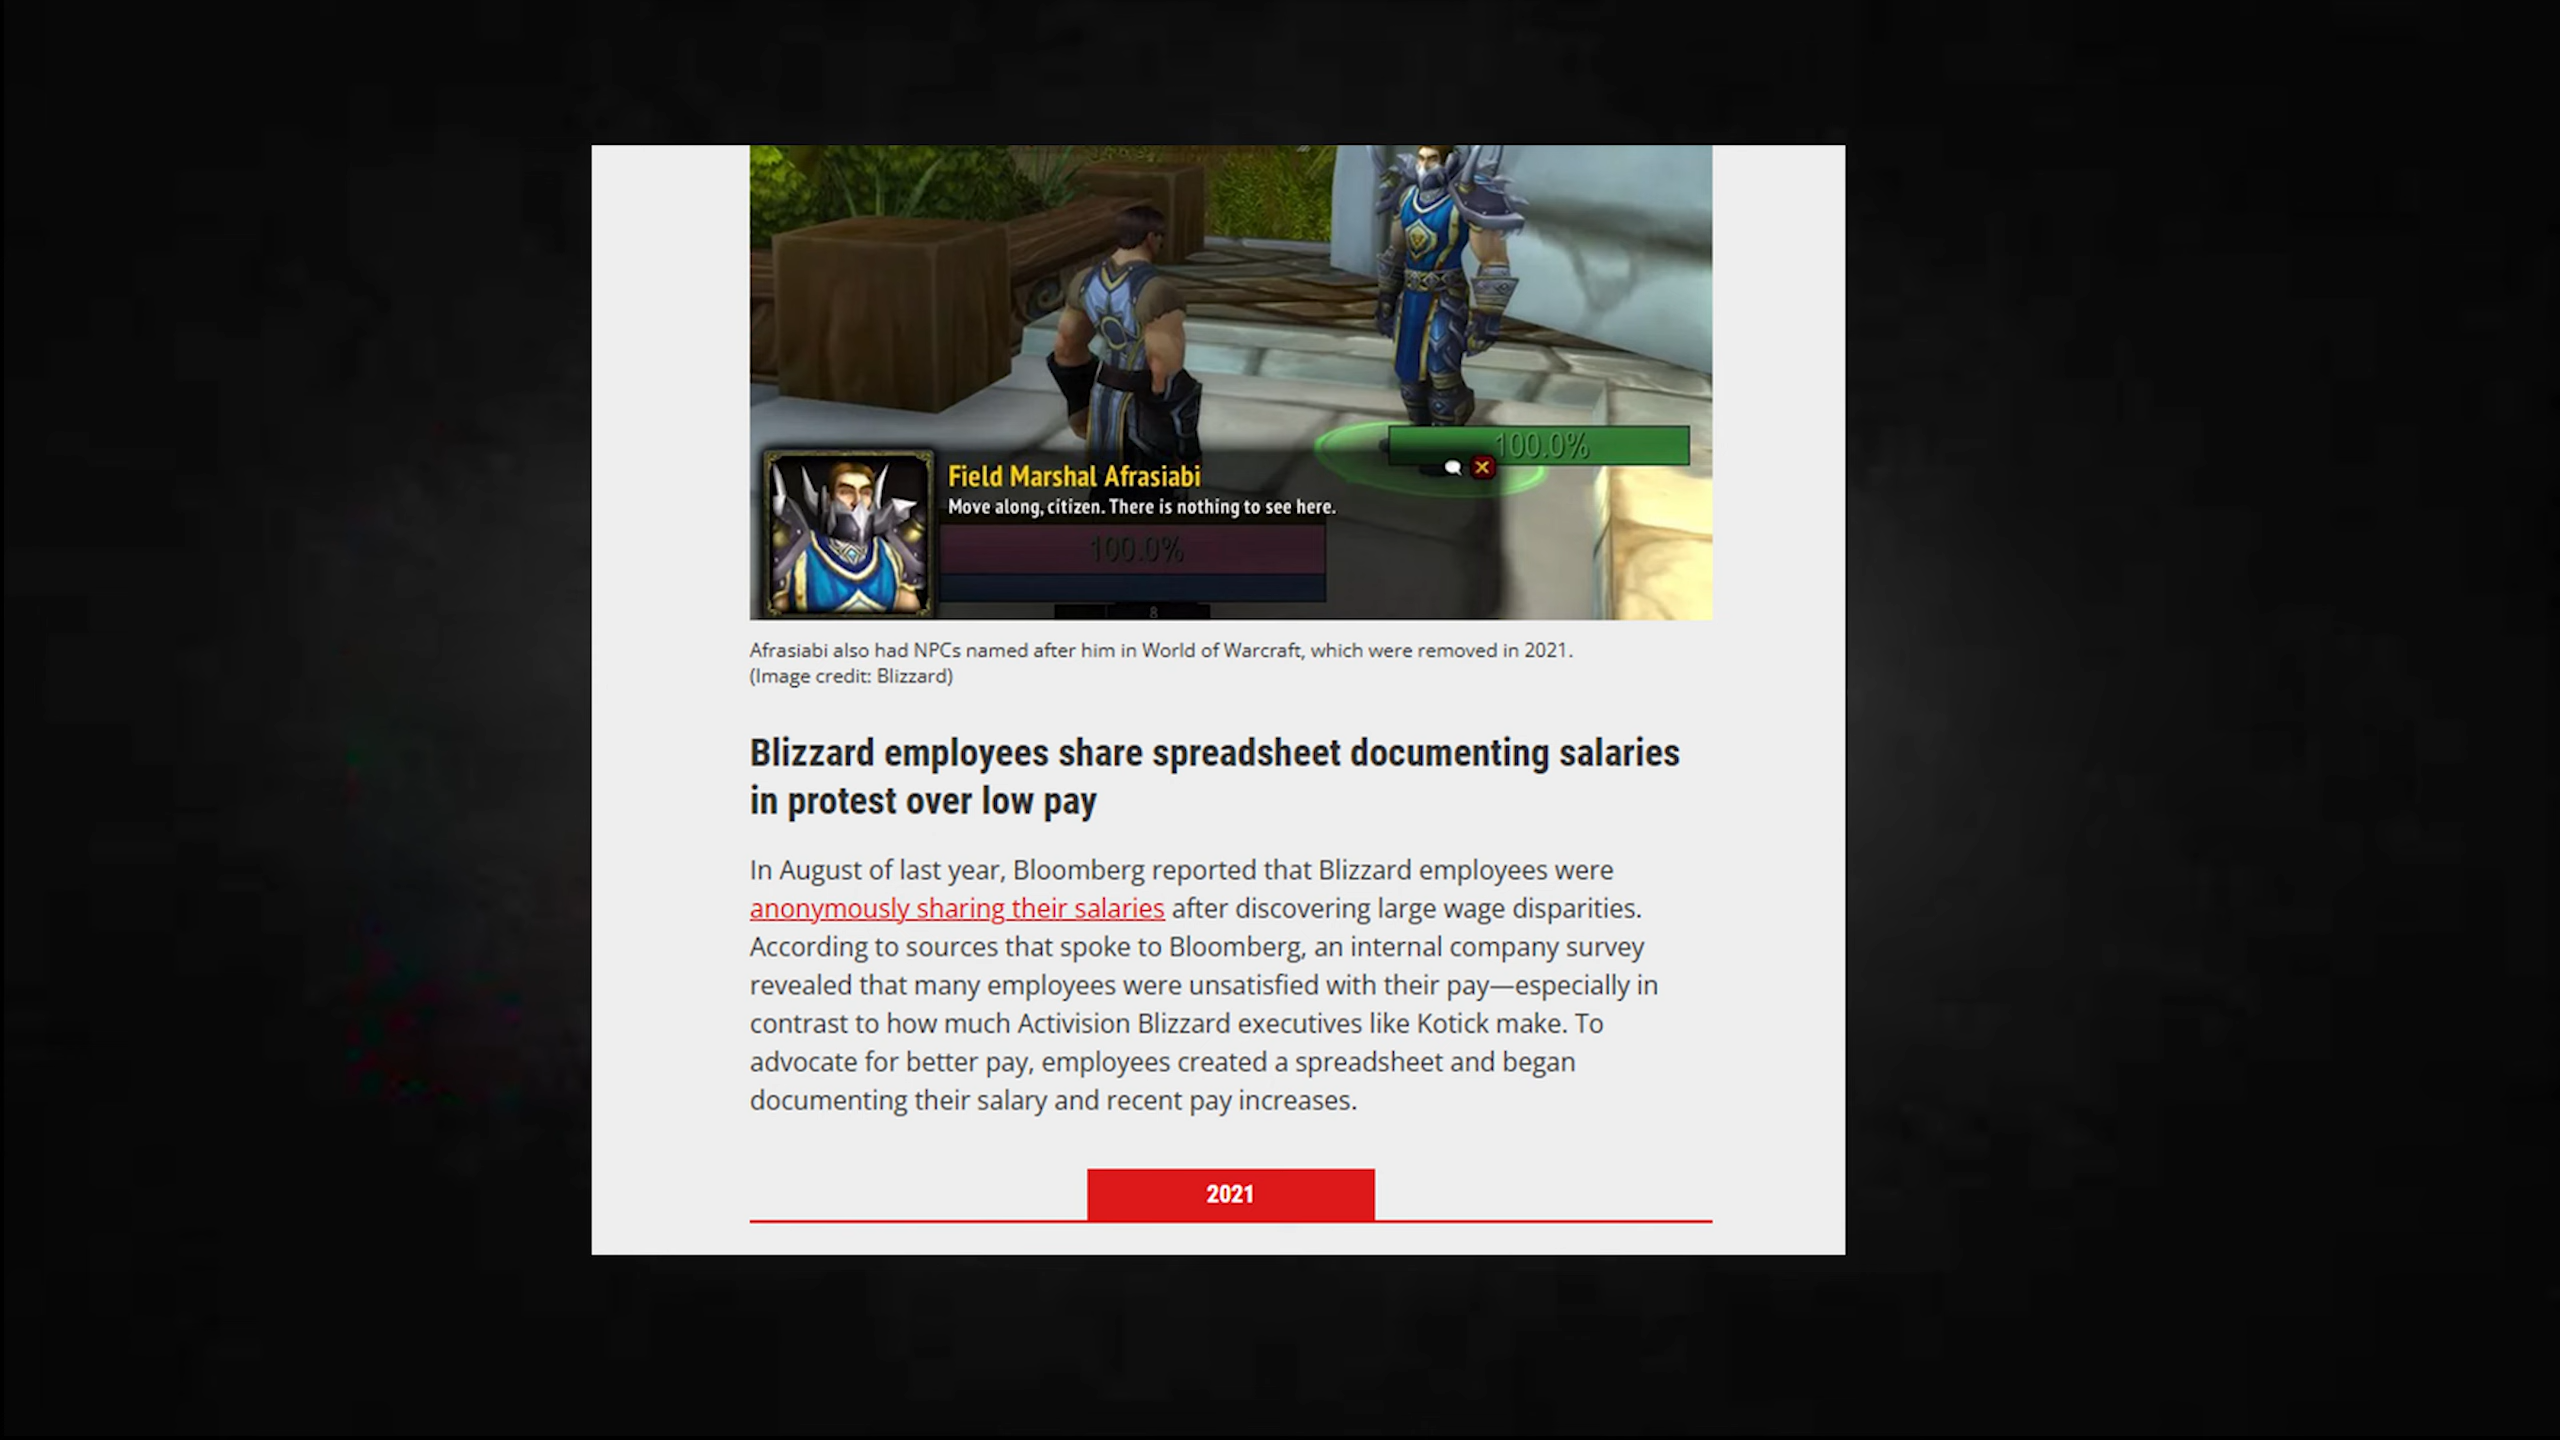 100.0%
Field Marshal Afrasiabi
Move along, citizen. There is nothing to see here.
100.0%
8
Afrasiabi also had NPCs named after him in World of Warcraft, which were removed in 2021.
(Image credit: Blizzard)
Blizzard employees share spreadsheet documenting salaries
in protest over low pay
In August of last year, Bloomberg reported that Blizzard employees were
anonymously sharing their salaries after discovering large wage disparities.
According to sources that spoke to Bloomberg, an internal company survey
revealed that many employees were unsatisfied with their pay—especially in
contrast to how much Activision Blizzard executives like Kotick make. To
advocate for better pay, employees created a spreadsheet and began
documenting their salary and recent pay increases.
2021